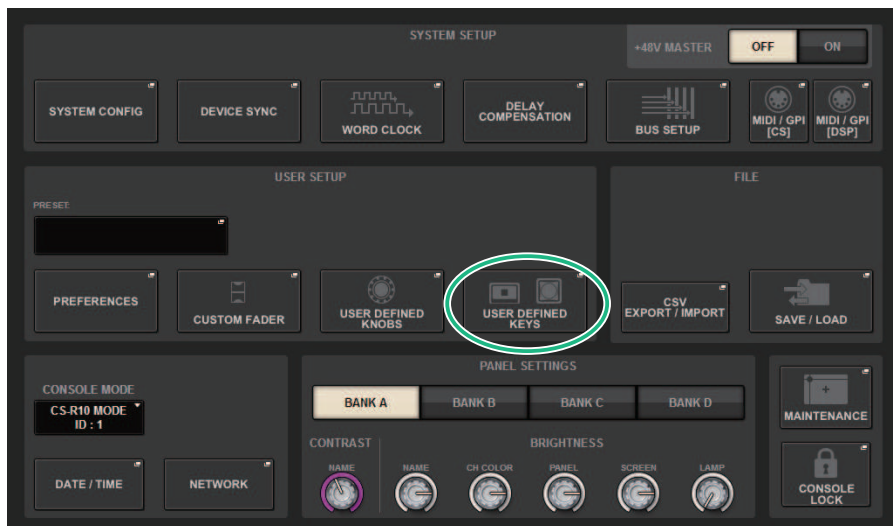 SYSTEM SETUP
+48V MASTER
OFF
ON
SYSTEM CONFIG
DEVICE SYNC
WORD CLOCK
DELAY
COMPENSATION
BUS SETUP
MIDI / GPI
[CS]
MIDI / GPI
[DSP]
USER SETUP
PRESET
PREFERENCES
CUSTOM FADER
USER DEFINED
KNOBS
USER DEFINED
KEYS
FILE
CSV
EXPORT / IMPORT
SAVE / LOAD
CONSOLE MODE
CS-R10 MODE
ID : 1
DATE / TIME
NETWORK
PANEL SETTINGS
BANK A
BANK B
BANK C
BANK D
CONTRAST
BRIGHTNESS
NAME
NAME
CH COLOR
PANEL
SCREEN
LAMP
MAINTENANCE
CONSOLE
LOCK